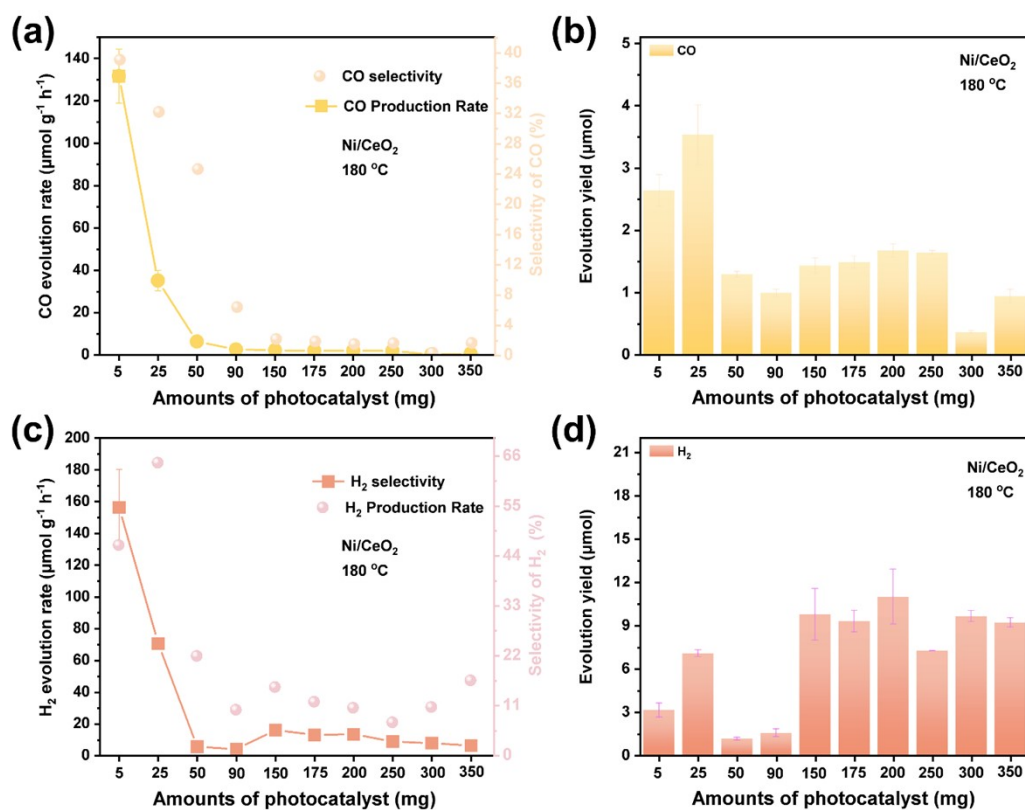 (a)
CO evolution rate (μmol g⁻¹ h⁻¹)
140
130
120
110
100
90
80
70
60
50
40
30
20
10
0
CO selectivity
CO Production Rate
Ni/CeO₂
180 °C
40
36
32
28
24
20
16
12
8
4
0
Selectivity of CO (%)
5 25 50 90 150 175 200 250 300 350
Amounts of photocatalyst (mg)
(b)
Evolution yield (μmol)
5
4
3
2
1
0
CO
Ni/CeO₂
180 °C
5 25 50 90 150 175 200 250 300 350
Amounts of photocatalyst (mg)
(c)
H₂ evolution rate (μmol g⁻¹ h⁻¹)
200
180
160
140
120
100
80
60
40
20
0
H₂ selectivity
H₂ Production Rate
Ni/CeO₂
180 °C
66
55
44
33
22
11
0
Selectivity of H₂ (%)
5 25 50 90 150 175 200 250 300 350
Amounts of photocatalyst (mg)
(d)
Evolution yield (μmol)
21
18
15
12
9
6
3
0
H₂
Ni/CeO₂
180 °C
5 25 50 90 150 175 200 250 300 350
Amounts of photocatalyst (mg)